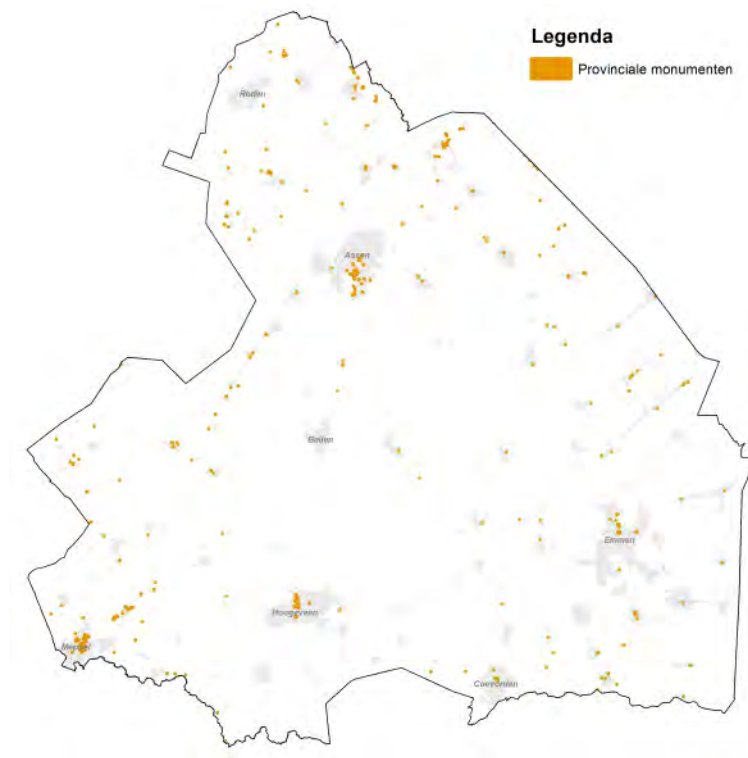 Legenda
Provinciale monumenten
Roden
Assen
Beilen
Emmen
Hoogeveen
Meppel
Coevorden